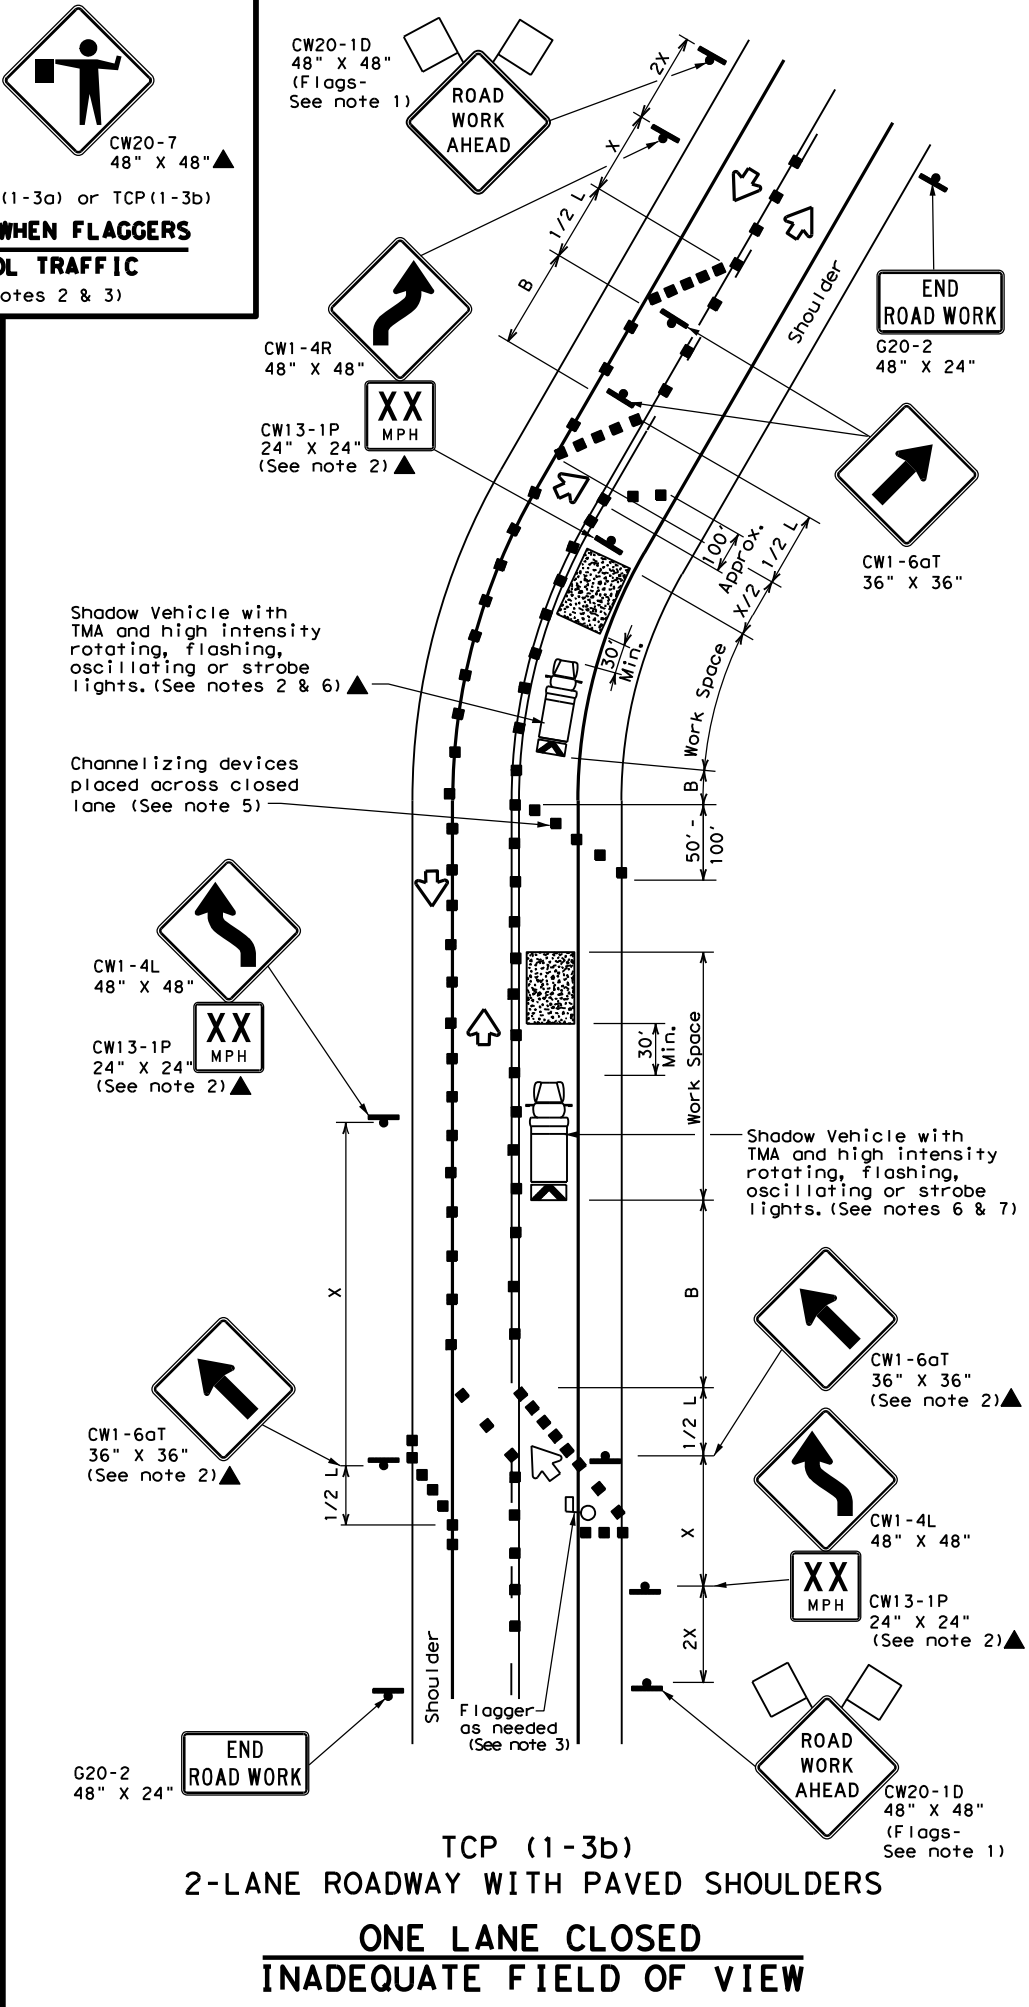 CW20-7
48" X 48"
(1-3a) or TCP(1-3b)
WHEN FLAGGERS
OL TRAFFIC
otes 2 & 3)
CW20-1D
48" X 48"
(Flags-
See note 1)
ROAD
WORK
AHEAD
2X
X
1/2 L
B
CW1-4R
48" X 48"
XX
MPH
CW13-1P
24" X 24"
(See note 2)
Shoulder
END
ROAD WORK
G20-2
48" X 24"
CW1-6aT
36" X 36"
100'
Approx.
1/2 L
X/2
30'
Min.
Work Space
B
50'-
100'
Shadow Vehicle with
TMA and high intensity
rotating, flashing,
oscillating or strobe
lights. (See notes 2 & 6)
Channelizing devices
placed across closed
lane (See note 5)
CW1-4L
48" X 48"
XX
MPH
CW13-1P
24" X 24"
(See note 2)
30'
Min.
Work Space
Shadow Vehicle with
TMA and high intensity
rotating, flashing,
oscillating or strobe
lights. (See notes 6 & 7)
X
B
CW1-6aT
36" X 36"
(See note 2)
1/2 L
CW1-6aT
36" X 36"
(See note 2)
1/2 L
X
CW1-4L
48" X 48"
XX
MPH
CW13-1P
24" X 24"
(See note 2)
2X
Shoulder
Flagger
as needed
(See note 3)
END
ROAD WORK
G20-2
48" X 24"
ROAD
WORK
AHEAD
CW20-1D
48" X 48"
(Flags-
See note 1)
TCP (1-3b)
2-LANE ROADWAY WITH PAVED SHOULDERS
ONE LANE CLOSED
INADEQUATE FIELD OF VIEW